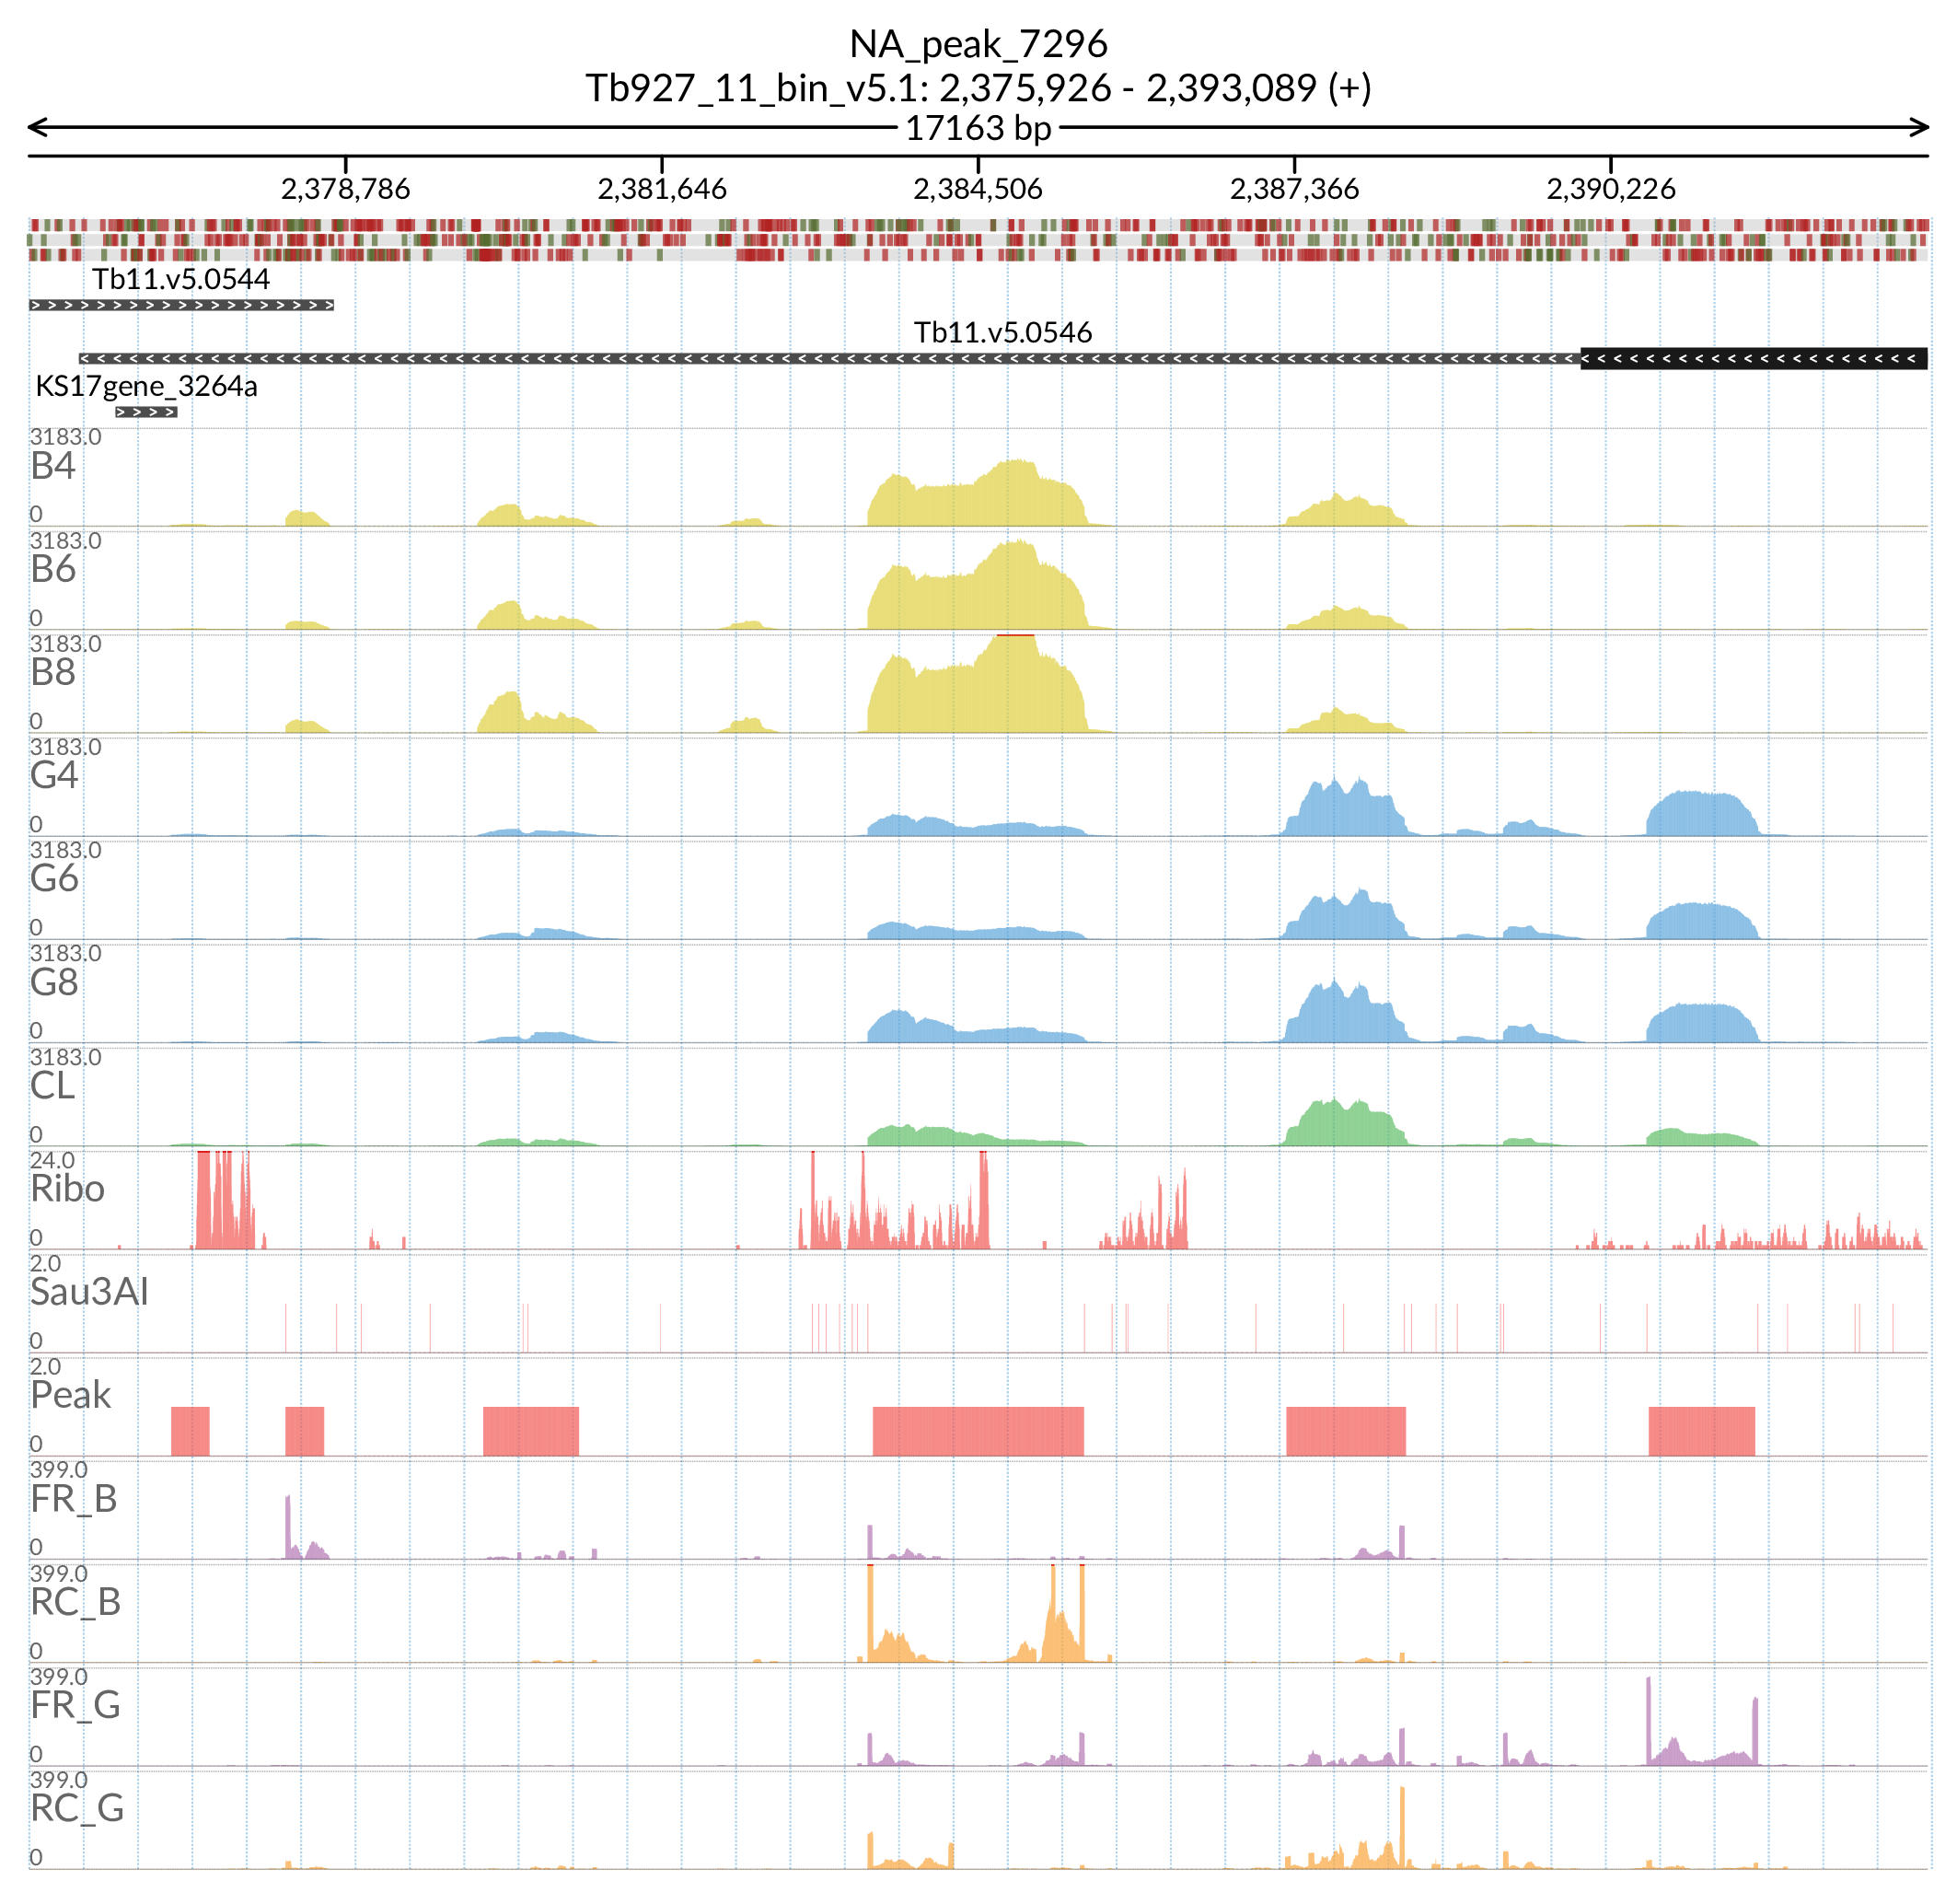 NA_peak_7296
Tb927_11_bin_v5.1: 2,375,926 - 2,393,089 (+)
17163 bp
2,378,786 2,381,646 2,384,506 2,387,366 2,390,226
Tb11.v5.0544
Tb11.v5.0546
KS17gene_3264a
3183.0
B4
0
3183.0
B6
0
3183.0
B8
0
3183.0
G4
0
3183.0
G6
0
3183.0
G8
0
3183.0
CL
0
24.0
Ribo
0
2.0
Sau3AI
0
2.0
Peak
0
399.0
FR_B
0
399.0
RC_B
0
399.0
FR_G
0
399.0
RC_G
0